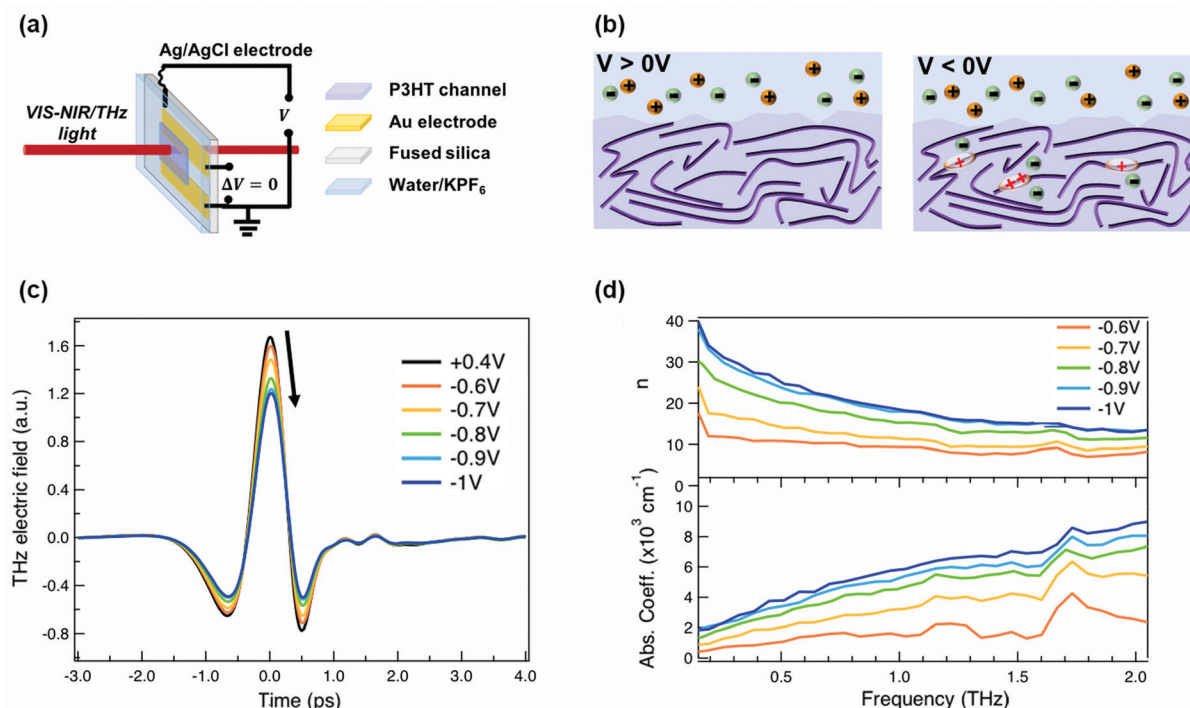 (a)
Ag/AgCl electrode
VIS-NIR/THz
light
V
ΔV = 0
P3HT channel
Au electrode
Fused silica
Water/KPF6
(b)
V > 0V
V < 0V
(c)
THz electric field (a.u.)
1.6
1.2
0.8
0.4
0.0
-0.4
-0.8
+0.4V
-0.6V
-0.7V
-0.8V
-0.9V
-1V
-3.0 -2.0 -1.0 0.0 1.0 2.0 3.0 4.0
Time (ps)
(d)
n
40
30
20
10
0
-0.6V
-0.7V
-0.8V
-0.9V
-1V
Abs. Coeff. (x10³ cm⁻¹)
8
6
4
2
0
0.5 1.0 1.5 2.0
Frequency (THz)